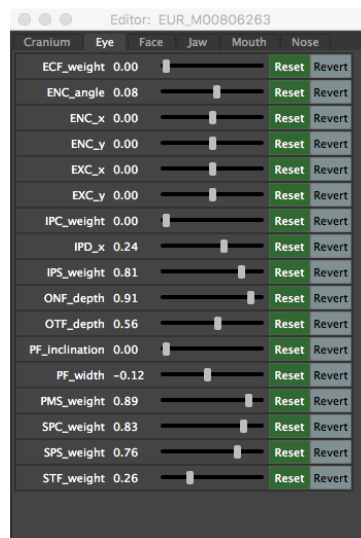 Editor: EUR_M00806263
Cranium Eye Face Jaw Mouth Nose
ECF_weight 0.00 Reset Revert
ENC_angle 0.08 Reset Revert
ENC_x 0.00 Reset Revert
ENC_y 0.00 Reset Revert
EXC_x 0.00 Reset Revert
EXC_y 0.00 Reset Revert
IPC_weight 0.00 Reset Revert
IPD_x 0.24 Reset Revert
IPS_weight 0.81 Reset Revert
ONF_depth 0.91 Reset Revert
OTF_depth 0.56 Reset Revert
PF_inclination 0.00 Reset Revert
PF_width -0.12 Reset Revert
PMS_weight 0.89 Reset Revert
SPC_weight 0.83 Reset Revert
SPS_weight 0.76 Reset Revert
STF_weight 0.26 Reset Revert